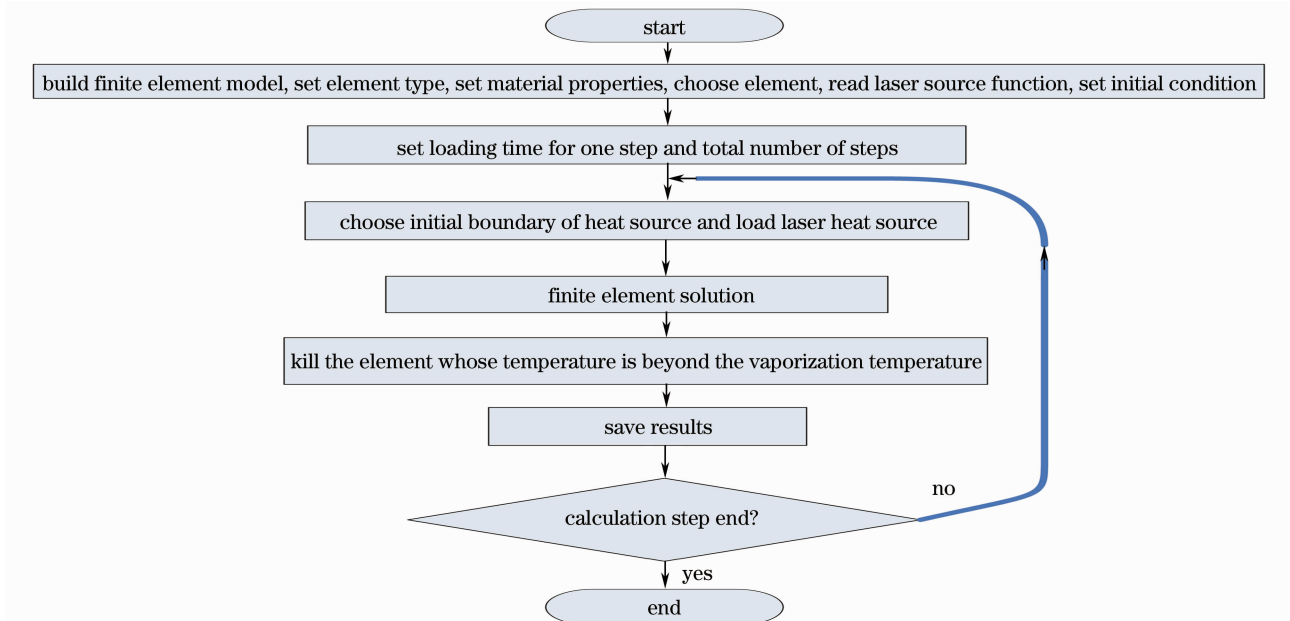 start
build finite element model, set element type, set material properties, choose element, read laser source function, set initial condition
set loading time for one step and total number of steps
choose initial boundary of heat source and load laser heat source
finite element solution
kill the element whose temperature is beyond the vaporization temperature
save results
no
calculation step end?
yes
end